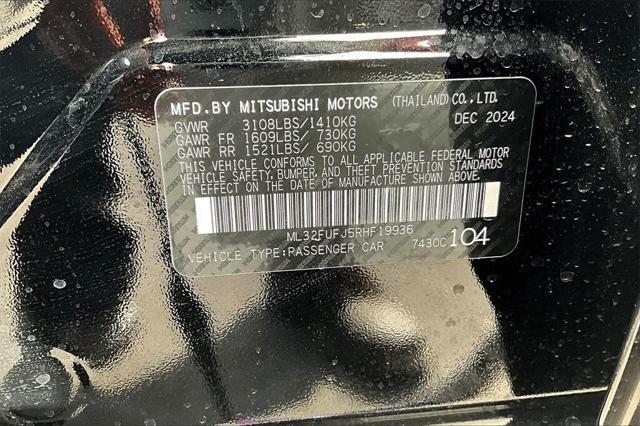 MFD.BY MITSUBISHI MOTORS (THAILAND)CO.,LTD.
GVWR 3108LBS/1410KG DEC 2024
GAWR FR 1609LBS/ 730KG
GAWR RR 1521LBS/ 690KG
THIS VEHICLE CONFORMS TO ALL APPLICABLE FEDERAL MOTOR
VEHICLE SAFETY,BUMPER,AND THEFT PREVENTION STANDARDS
IN EFFECT ON THE DATE OF MANUFACTURE SHOWN ABOVE.
ML32FUFJ5RHF19936
VEHICLE TYPE:PASSENGER CAR 7430C104